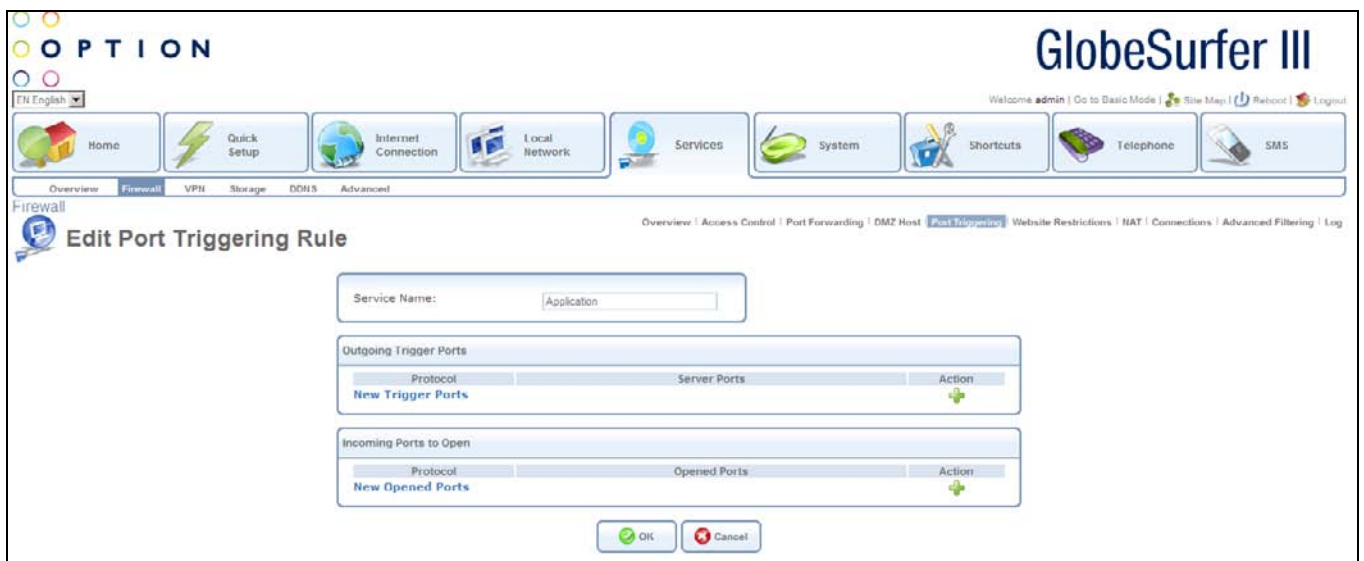 OPTION
GlobeSurfer III
EN English
Welcome admin | Go to Basic Mode | Site Map | Reboot | Logout
Home
Quick Setup
Internet Connection
Local Network
Services
System
Shortcuts
Telephone
SMS
Overview Firewall VPN Storage DDNS Advanced
Firewall
Overview | Access Control | Port Forwarding | DMZ Host | Port Triggering | Website Restrictions | NAT | Connections | Advanced Filtering | Log
Edit Port Triggering Rule
Service Name: Application
Outgoing Trigger Ports
Protocol Server Ports Action
New Trigger Ports
Incoming Ports to Open
Protocol Opened Ports Action
New Opened Ports
OK Cancel